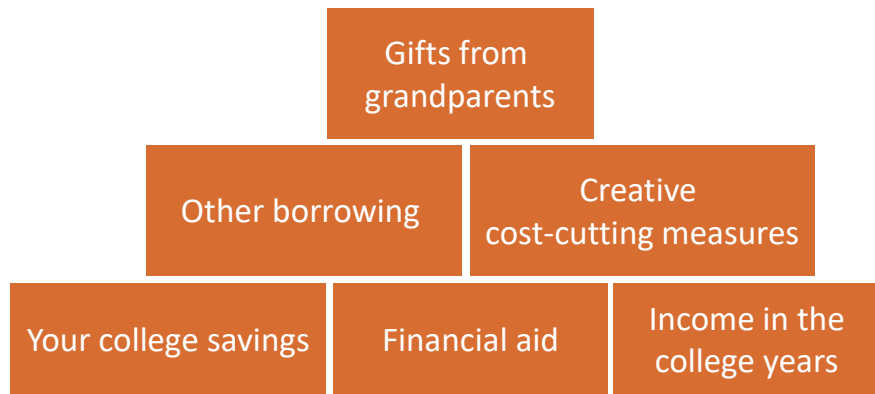 Gifts from
grandparents
Other borrowing
Creative
cost-cutting measures
Your college savings
Financial aid
Income in the
college years